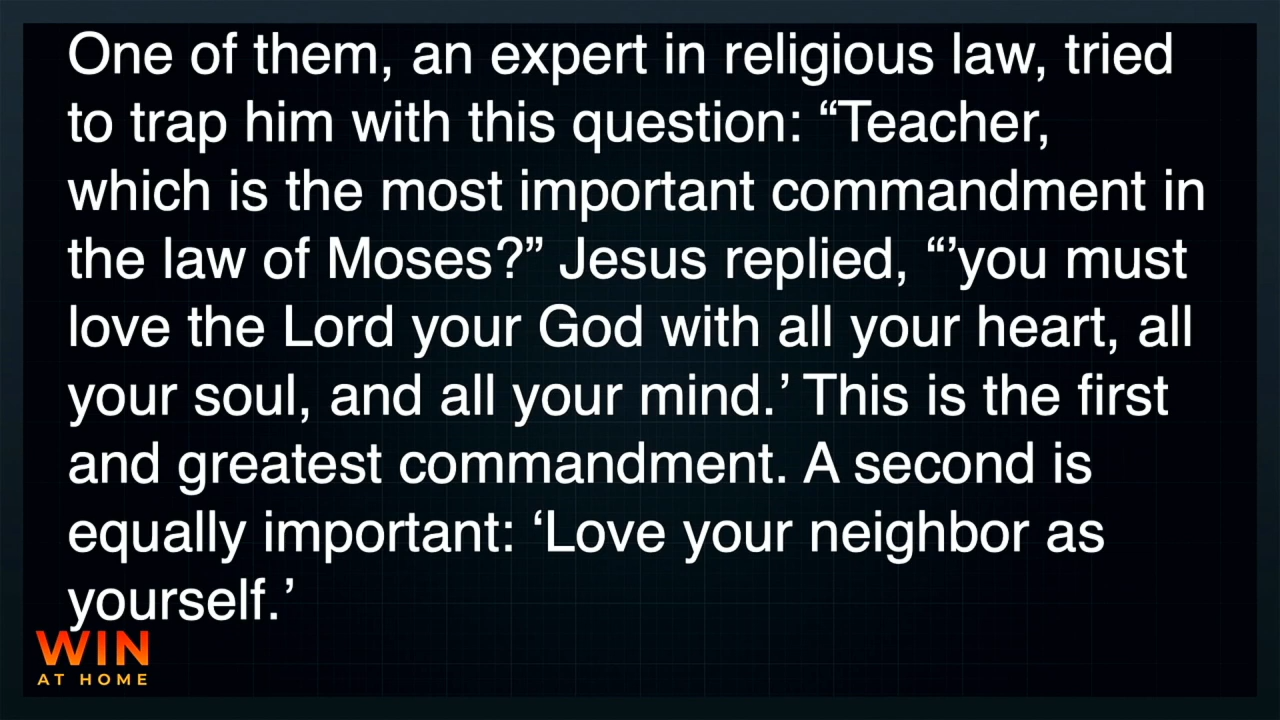 One of them, an expert in religious law, tried
to trap him with this question: “Teacher,
which is the most important commandment in
the law of Moses?” Jesus replied, “’you must
love the Lord your God with all your heart, all
your soul, and all your mind.’ This is the first
and greatest commandment. A second is
equally important: ‘Love your neighbor as
yourself.’
WIN
AT HOME